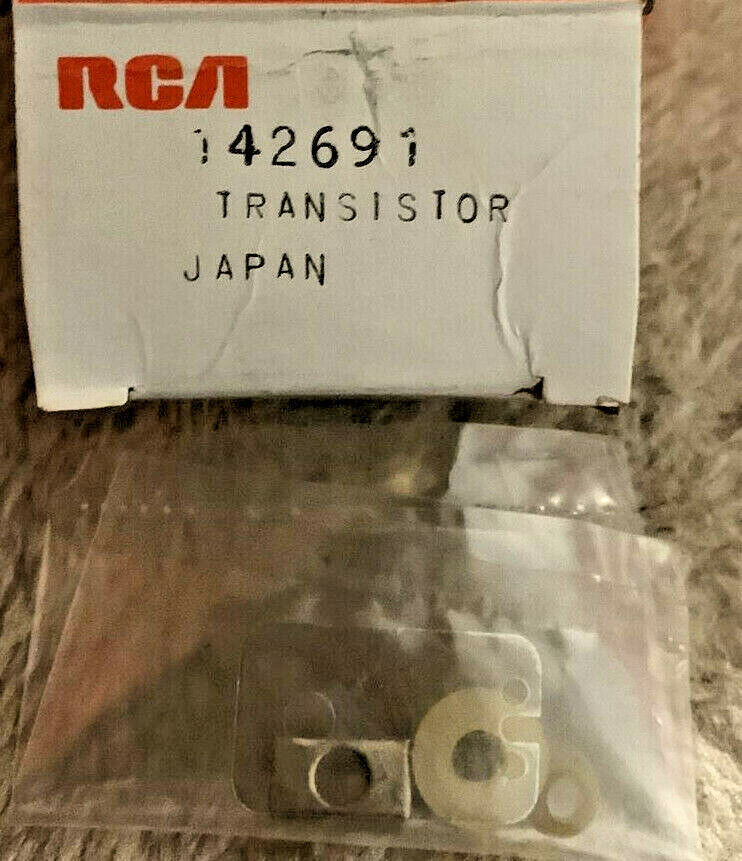 RCA
142691
TRANSISTOR
JAPAN